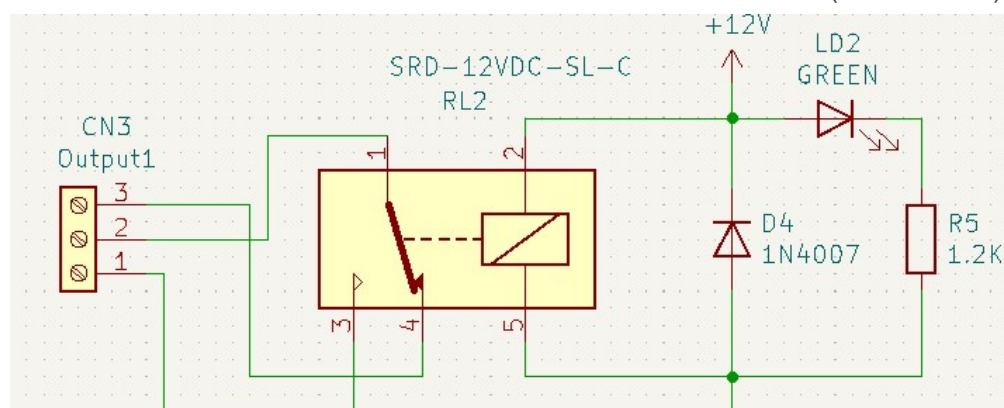 +12V
LD2
GREEN
SRD-12VDC-SL-C
RL2
CN3
Output1
1
2
3
2
1
D4
1N4007
R5
1.2K
3
4
5